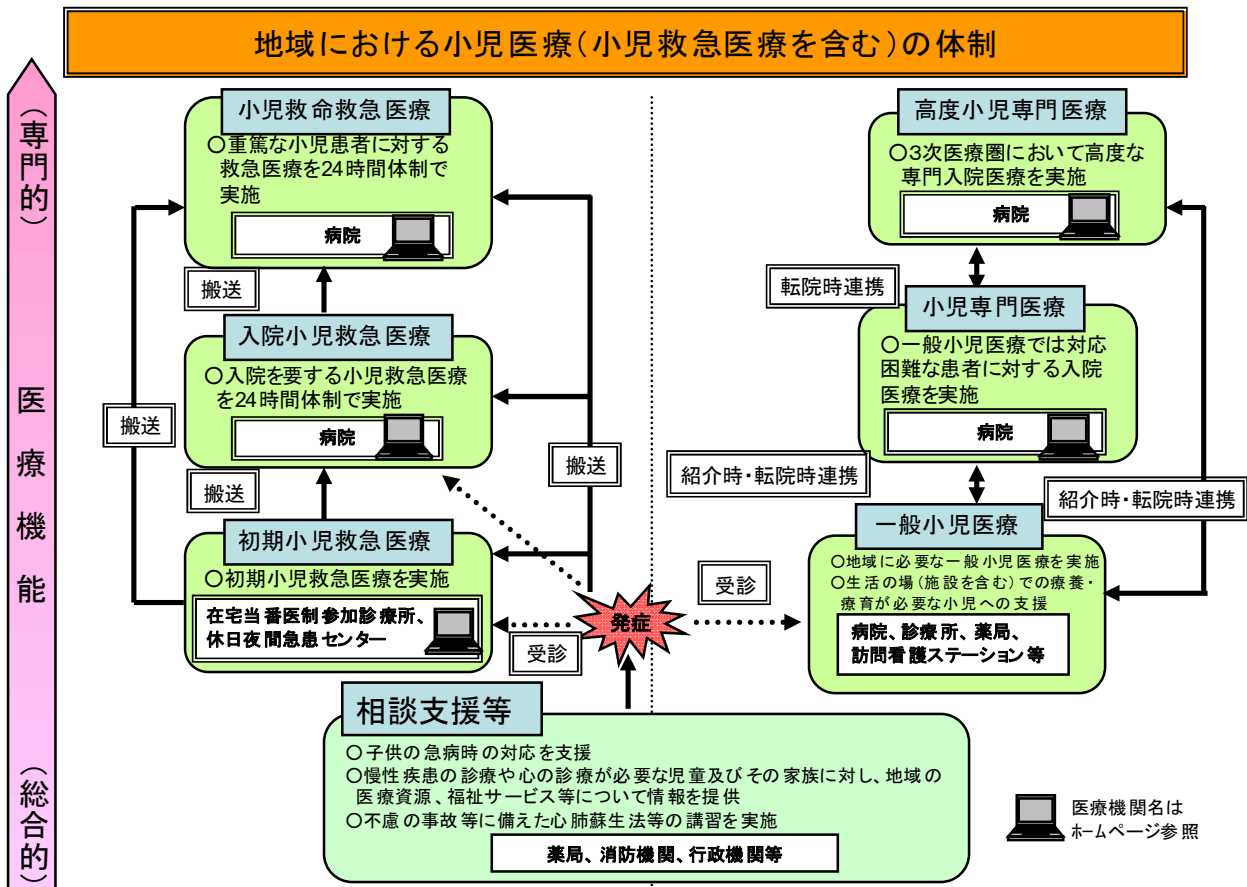 地域における小児医療(小児救急医療を含む)の体制
(専門的)
医療機能
(総合的)
小児救命救急医療
○重篤な小児患者に対する
救急医療を24時間体制で
実施
病院
搬送
入院小児救急医療
○入院を要する小児救急医療
を24時間体制で実施
病院
搬送
搬送
搬送
初期小児救急医療
○初期小児救急医療を実施
在宅当番医制参加診療所、
休日夜間急患センター
受診
発症
受診
高度小児専門医療
○3次医療圏において高度な
専門入院医療を実施
病院
転院時連携
小児専門医療
○一般小児医療では対応
困難な患者に対する入院
医療を実施
病院
紹介時・転院時連携
紹介時・転院時連携
一般小児医療
○地域に必要な一般小児医療を実施
○生活の場(施設を含む)での療養・
療育が必要な小児への支援
病院、診療所、薬局、
訪問看護ステーション等
相談支援等
○子供の急病時の対応を支援
○慢性疾患の診療や心の診療が必要な児童及びその家族に対し、地域の
医療資源、福祉サービス等について情報を提供
○不慮の事故等に備えた心肺蘇生法等の講習を実施
薬局、消防機関、行政機関等
医療機関名は
ホームページ参照